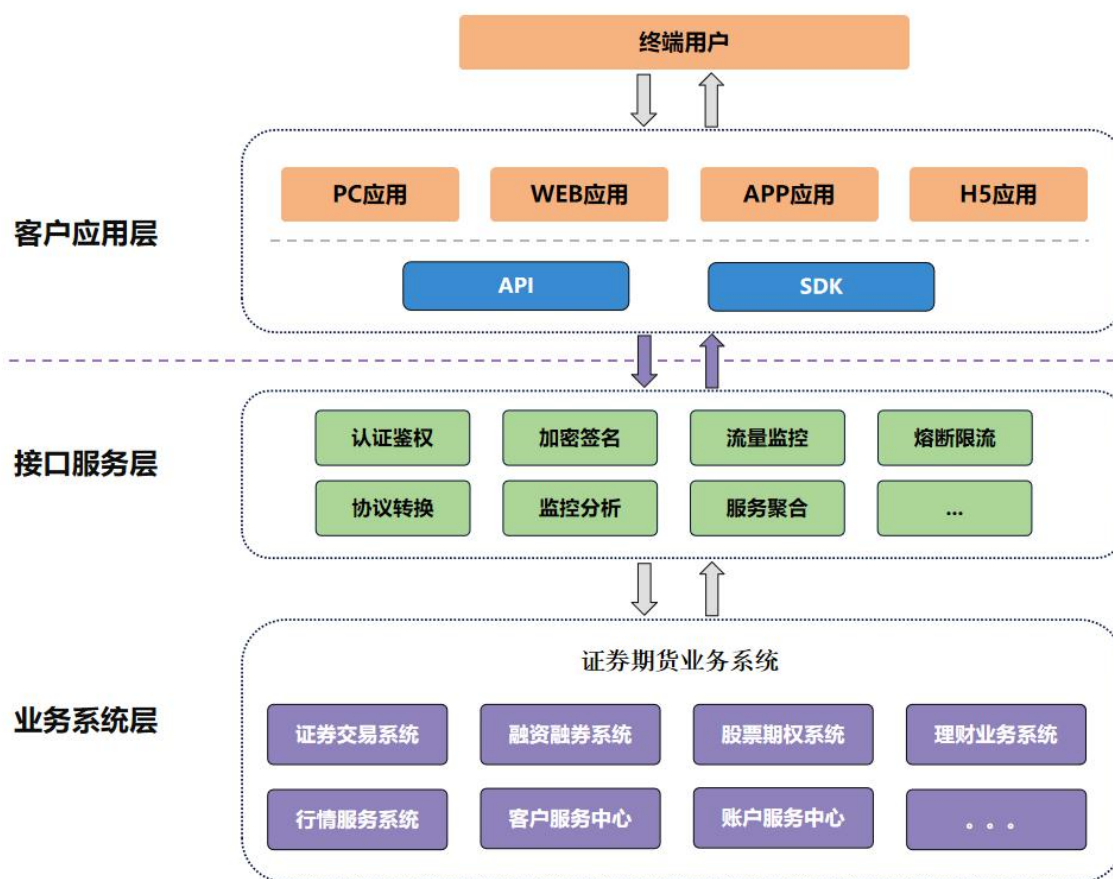 终端用户
PC应用 WEB应用 APP应用 H5应用
客户应用层
API SDK
认证鉴权 加密签名 流量监控 熔断限流
接口服务层
协议转换 监控分析 服务聚合 ...
证券期货业务系统
业务系统层
证券交易系统 融资融券系统 股票期权系统 理财业务系统
行情服务系统 客户服务中心 账户服务中心 。。。